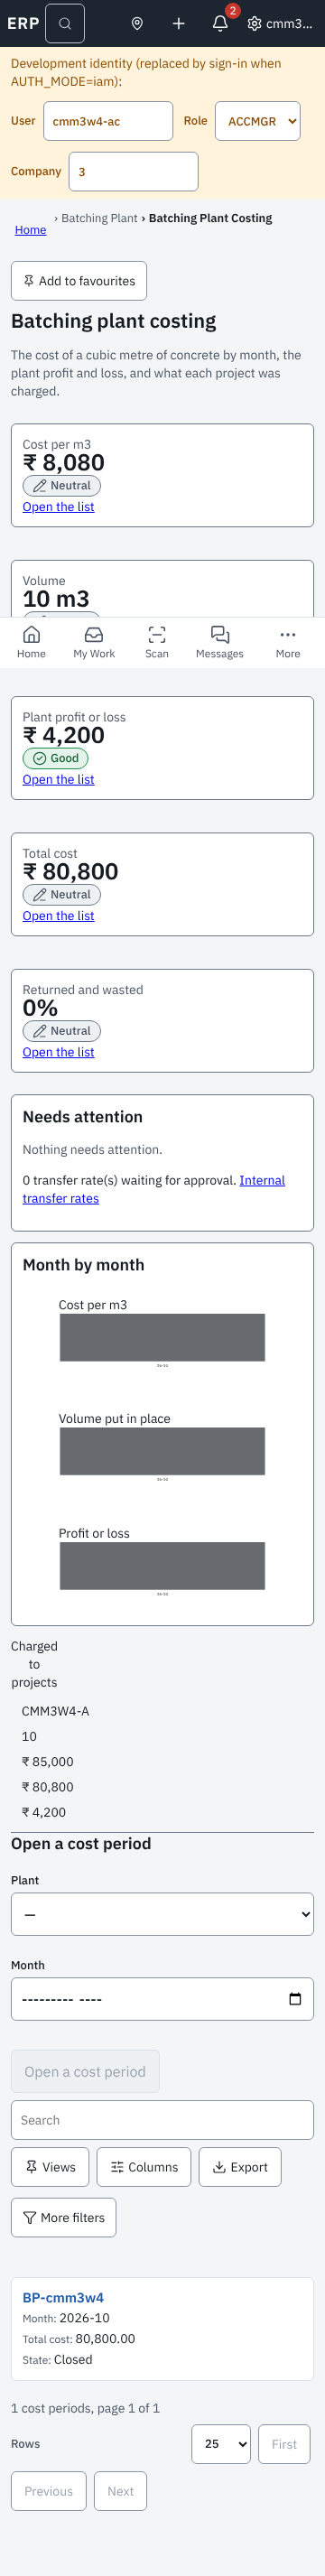 ERP
2
cmm3...
Development identity (replaced by sign-in when
AUTH_MODE=iam):
User
cmm3w4-ac
Role
ACCMGR
Company
3
Home
› Batching Plant › Batching Plant Costing
Add to favourites
Batching plant costing
The cost of a cubic metre of concrete by month, the
plant profit and loss, and what each project was
charged.
Cost per m3
₹ 8,080
Neutral
Open the list
Volume
10 m3
Home
My Work
Scan
Messages
More
Plant profit or loss
₹ 4,200
Good
Open the list
Total cost
₹ 80,800
Neutral
Open the list
Returned and wasted
0%
Neutral
Open the list
Needs attention
Nothing needs attention.
0 transfer rate(s) waiting for approval. Internal
transfer rates
Month by month
Cost per m3
Volume put in place
Profit or loss
Charged
to
projects
CMM3W4-A
10
₹ 85,000
₹ 80,800
₹ 4,200
Open a cost period
Plant
—
Month
--------- ----
Open a cost period
Search
Views
Columns
Export
More filters
BP-cmm3w4
Month: 2026-10
Total cost: 80,800.00
State: Closed
1 cost periods, page 1 of 1
Rows
25
First
Previous
Next